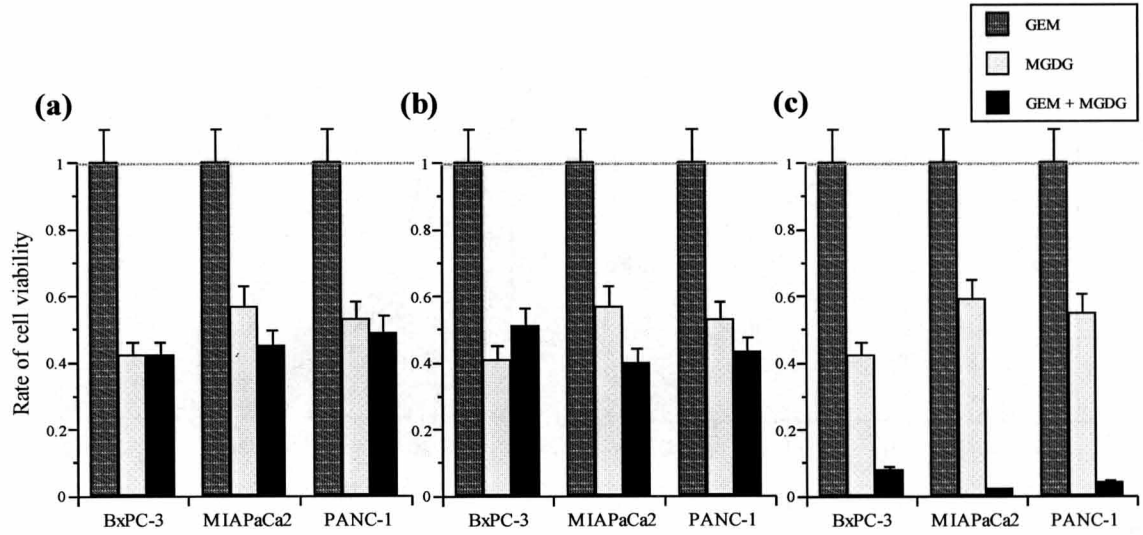 GEM
MGDG
GEM + MGDG
(a)
(b)
(c)
Rate of cell viability
1
0.8
0.6
0.4
0.2
0
BxPC-3
MIAPaCa2
PANC-1
1
0.8
0.6
0.4
0.2
0
BxPC-3
MIAPaCa2
PANC-1
1
0.8
0.6
0.4
0.2
0
BxPC-3
MIAPaCa2
PANC-1